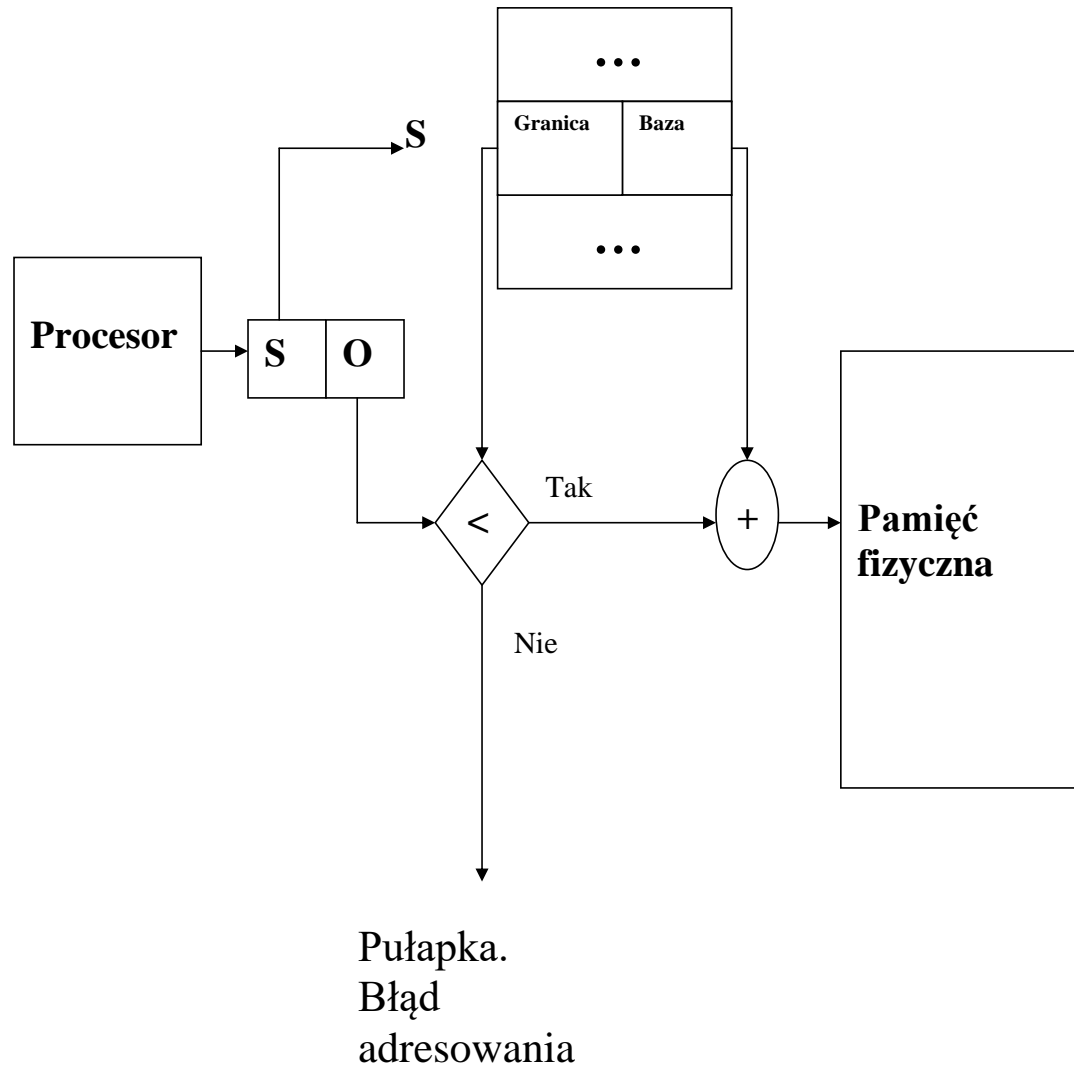 •••
Granica Baza
S
•••
Procesor
S O
Tak
<
+
Pamięć
fizyczna
Nie
Pułapka.
Błąd
adresowania